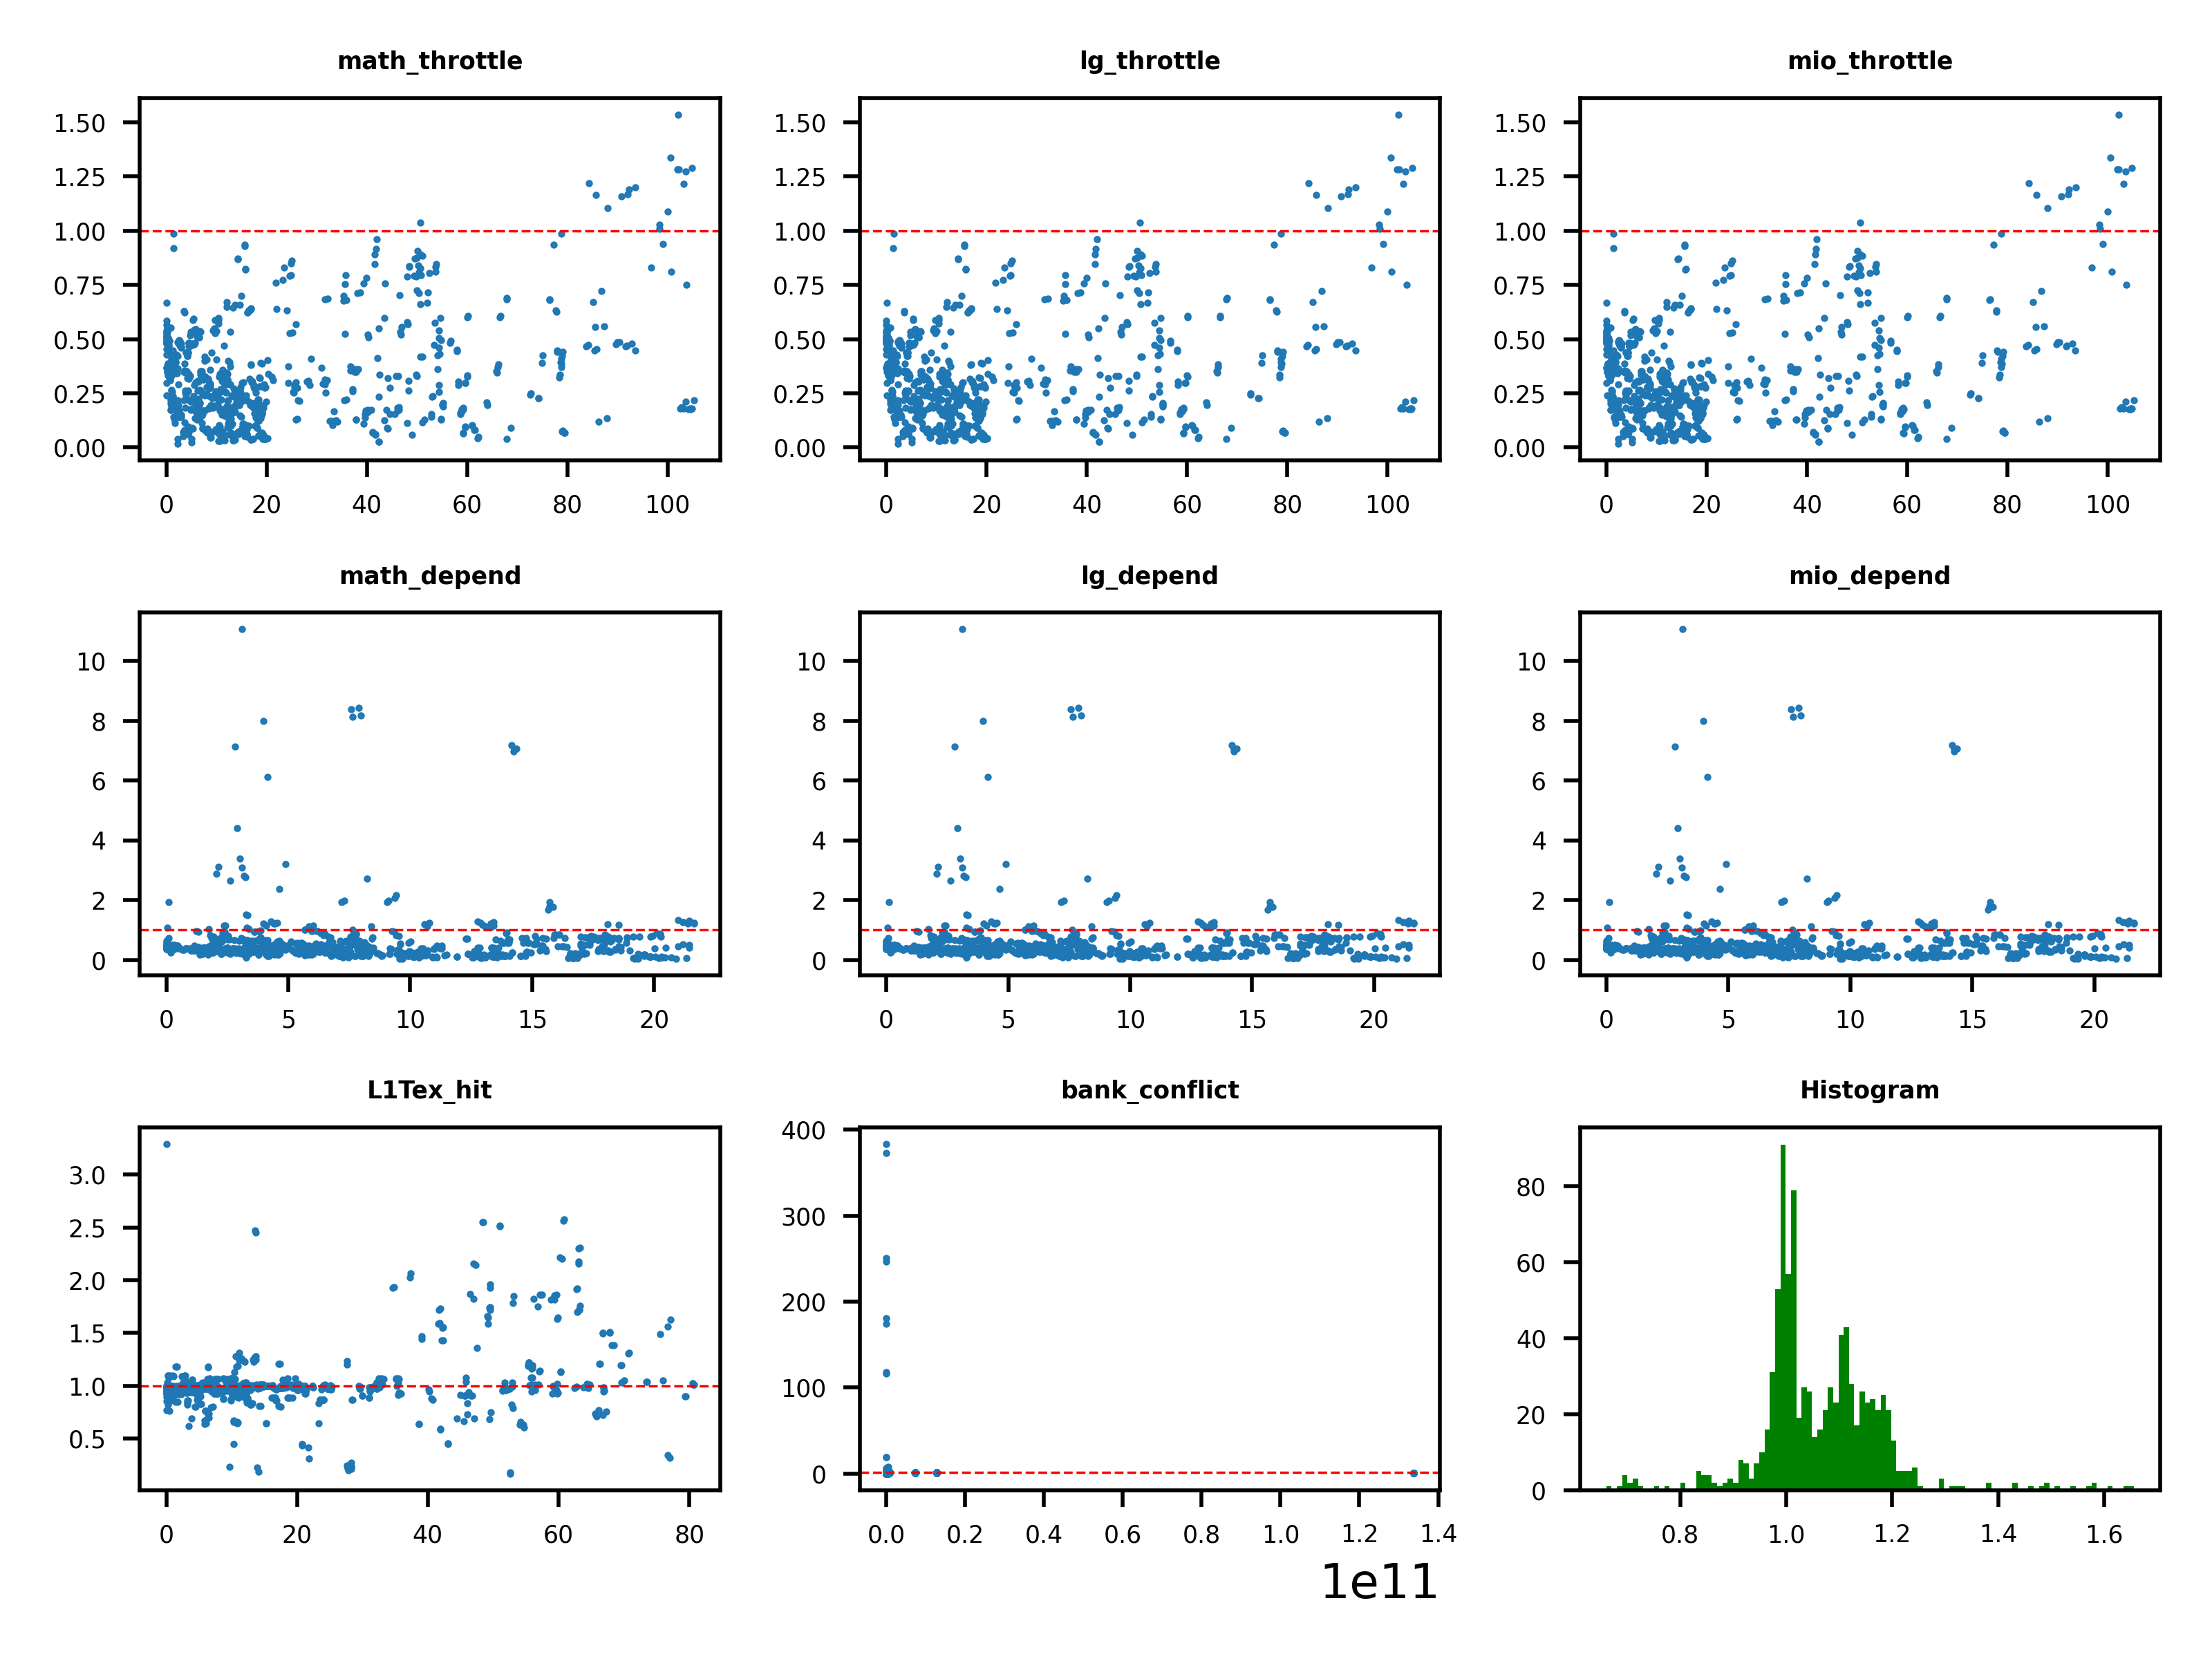 math_throttle lg_throttle mio_throttle
1.50 1.50 1.50
1.25 1.25 1.25
1.00 1.00 1.00
0.75 0.75 0.75
0.50 0.50 0.50
0.25 0.25 0.25
0.00 0.00 0.00
0 20 40 60 80 100 0 20 40 60 80 100 0 20 40 60 80 100
math_depend lg_depend mio_depend
10 10 10
8 8 8
6 6 6
4 4 4
2 2 2
0 0 0
0 5 10 15 20 0 5 10 15 20 0 5 10 15 20
L1Tex_hit bank_conflict Histogram
3.0 400 80
2.5 300 60
2.0 200 40
1.5 100 20
1.0 0 0
0.5
0 20 40 60 80 0.0 0.2 0.4 0.6 0.8 1.0 1.2 1.4 0.8 1.0 1.2 1.4 1.6
1e11